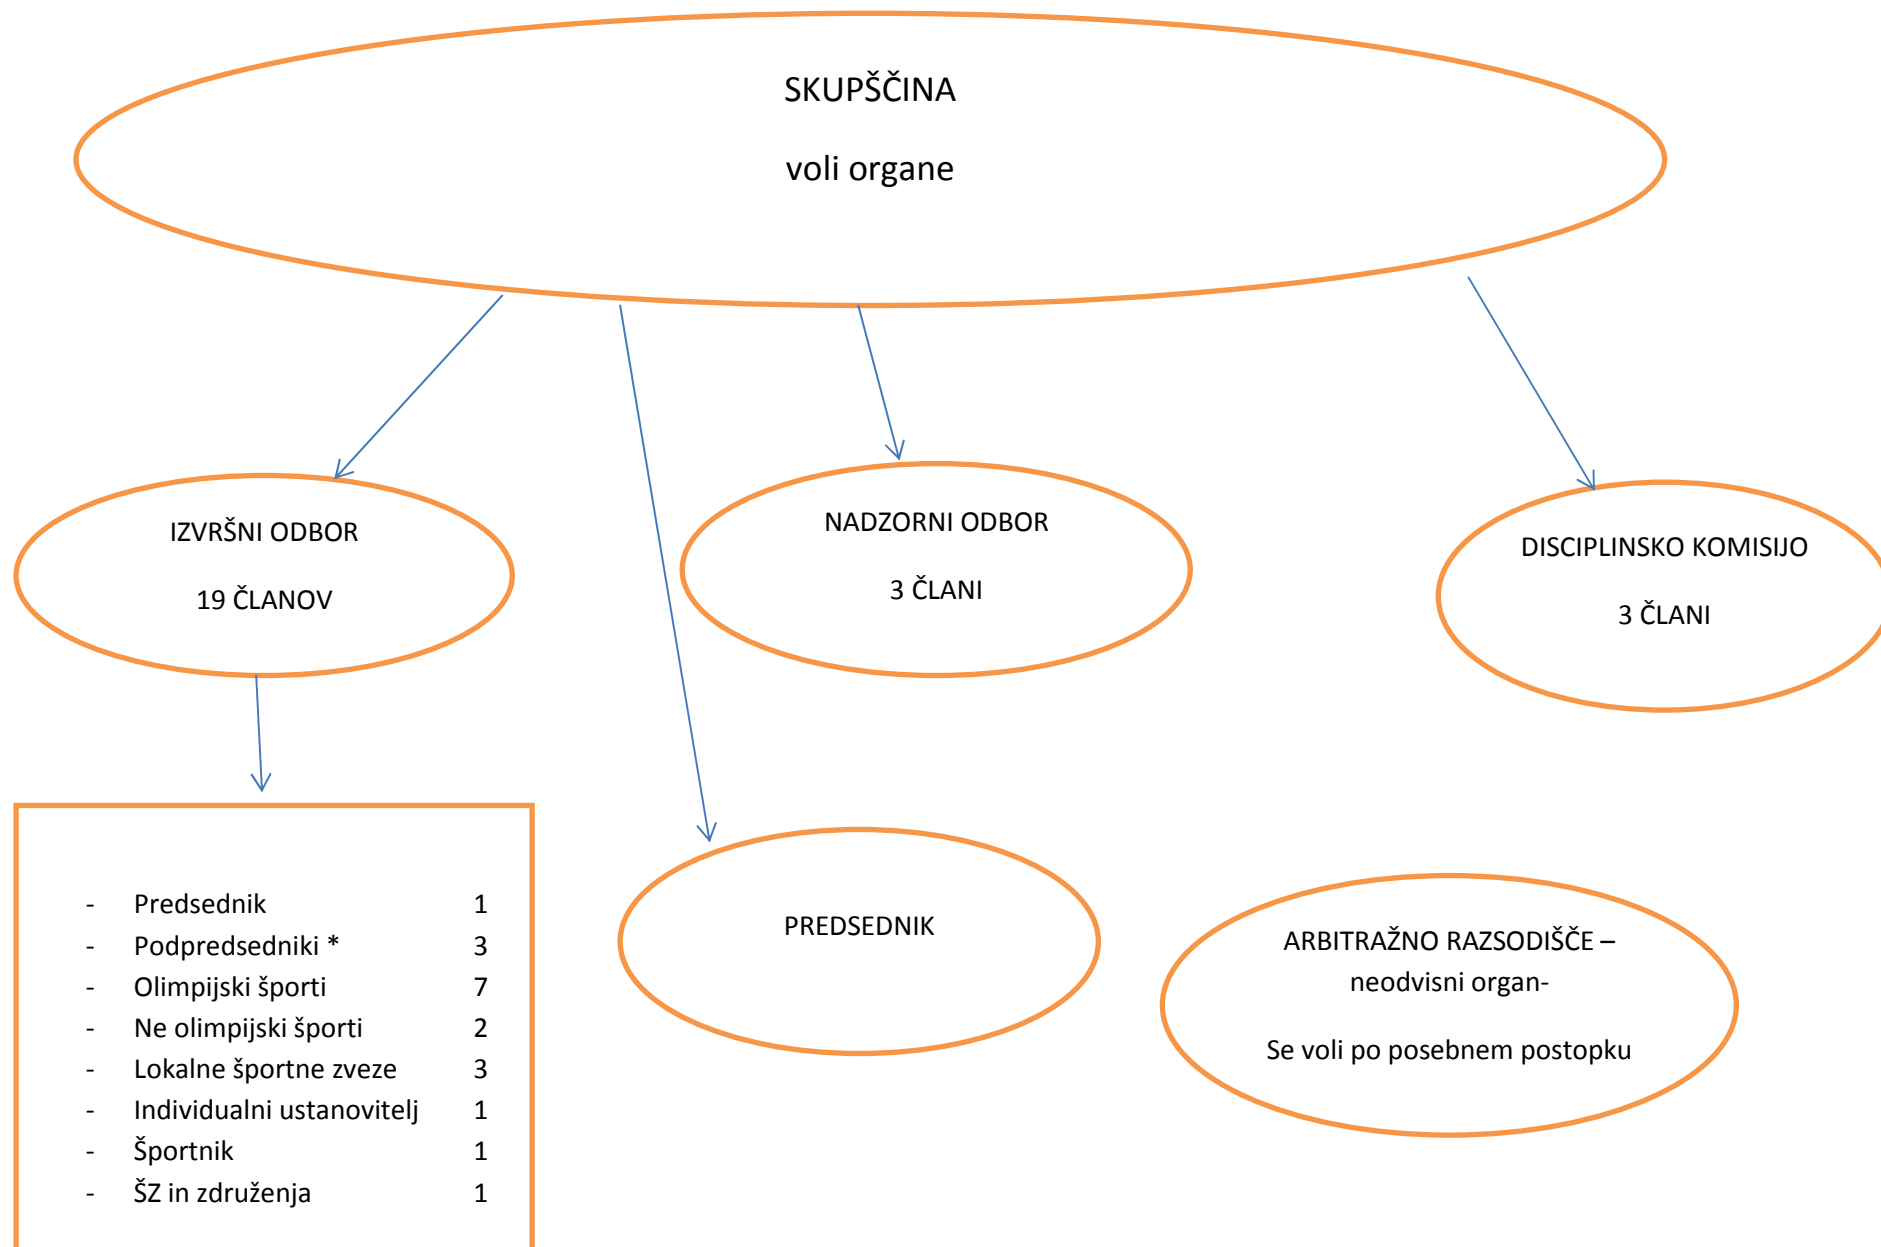 SKUPŠČINA
voli organe
IZVRŠNI ODBOR
19 ČLANOV
NADZORNI ODBOR
3 ČLANI
DISCIPLINSKO KOMISIJO
3 ČLANI
- Predsednik 1
- Podpredsedniki * 3
- Olimpijski športi 7
- Ne olimpijski športi 2
- Lokalne športne zveze 3
- Individualni ustanovitelj 1
- Športnik 1
- ŠZ in združenja 1
PREDSEDNIK
ARBITRAŽNO RAZSODIŠČE –
neodvisni organ-
Se voli po posebnem postopku